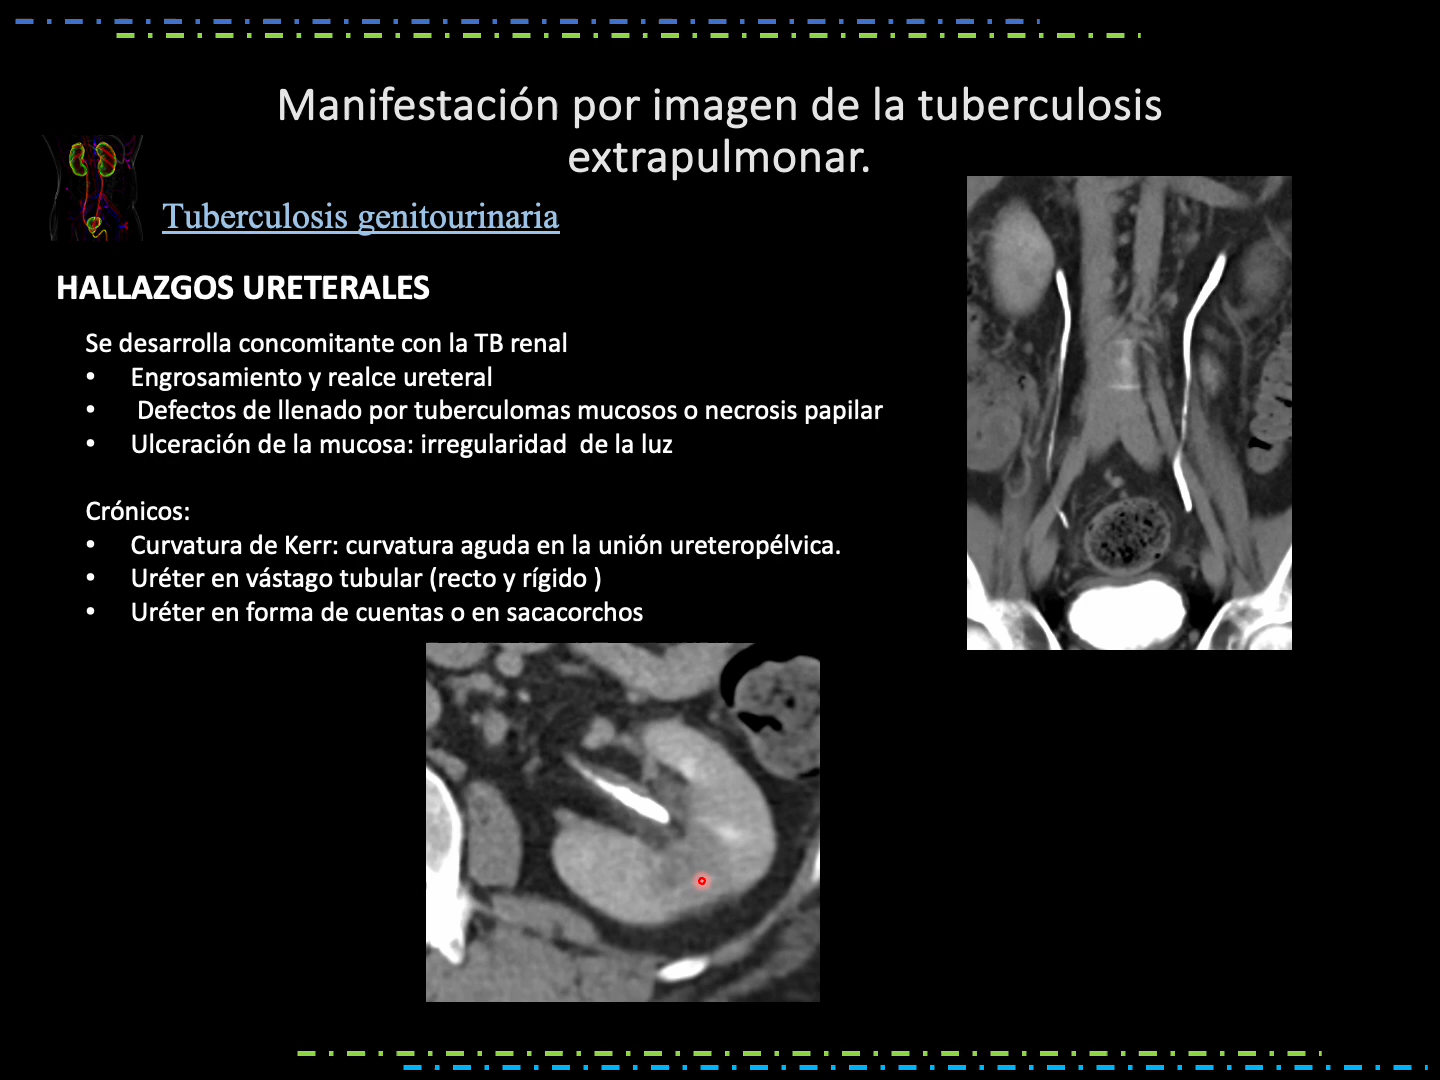 Manifestación por imagen de la tuberculosis
extrapulmonar.
Tuberculosis genitourinaria
HALLAZGOS URETERALES
Se desarrolla concomitante con la TB renal
• Engrosamiento y realce ureteral
• Defectos de llenado por tuberculomas mucosos o necrosis papilar
• Ulceración de la mucosa: irregularidad  de la luz
Crónicos:
• Curvatura de Kerr: curvatura aguda en la unión ureteropélvica.
• Uréter en vástago tubular (recto y rígido )
• Uréter en forma de cuentas o en sacacorchos